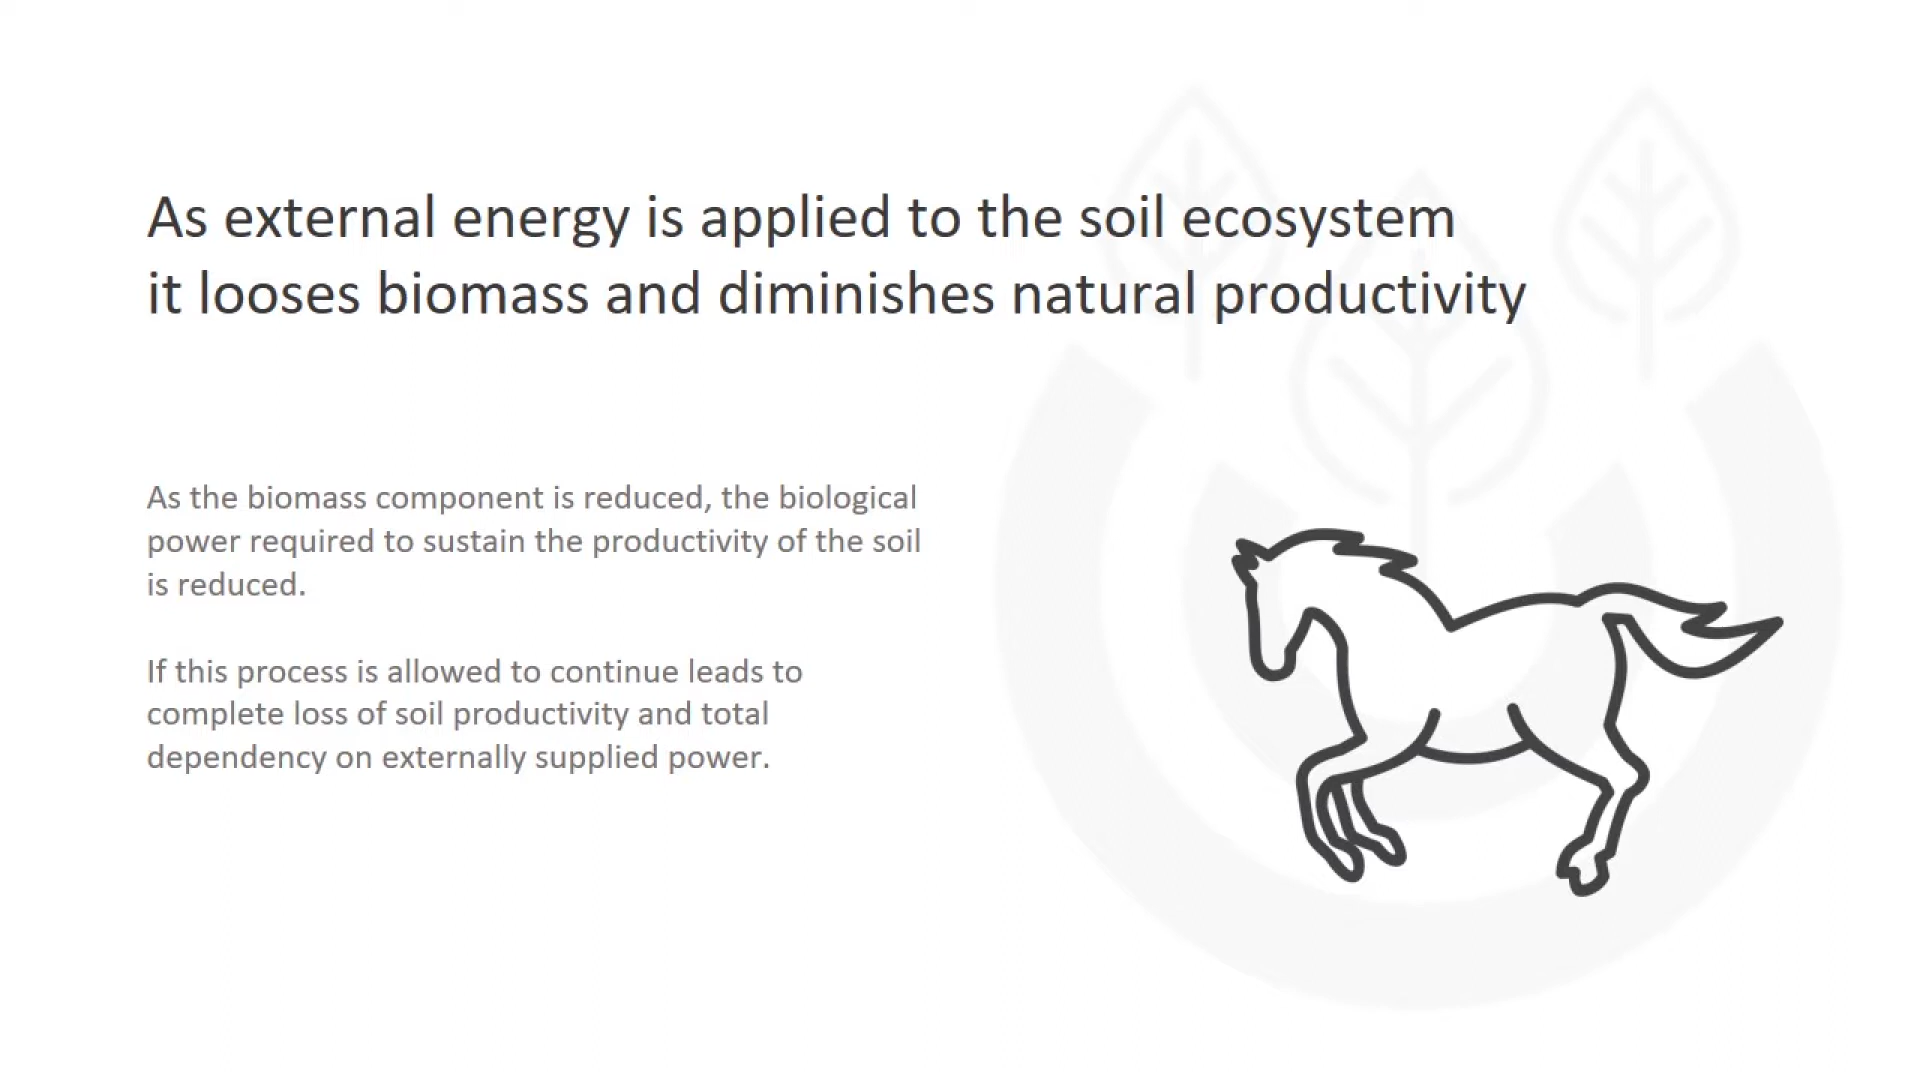 As external energy is applied to the soil ecosystem
it looses biomass and diminishes natural productivity
As the biomass component is reduced, the biological
power required to sustain the productivity of the soil
is reduced.
If this process is allowed to continue leads to
complete loss of soil productivity and total
dependency on externally supplied power.